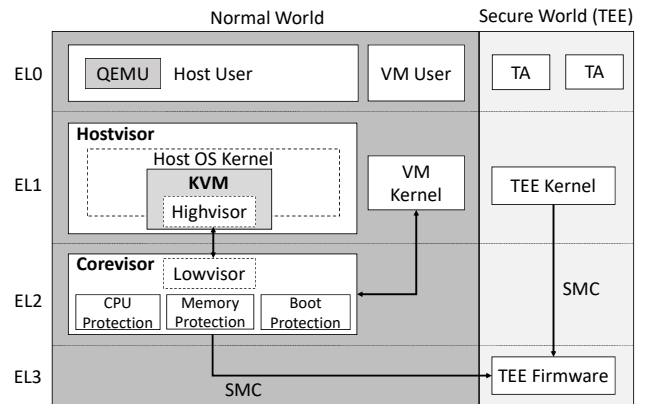 Normal World
Secure World (TEE)
EL0
QEMU
Host User
VM User
TA
TA
EL1
Hostvisor
Host OS Kernel
KVM
Highvisor
VM
Kernel
TEE Kernel
EL2
Corevisor
Lowvisor
CPU
Protection
Memory
Protection
Boot
Protection
SMC
EL3
SMC
TEE Firmware